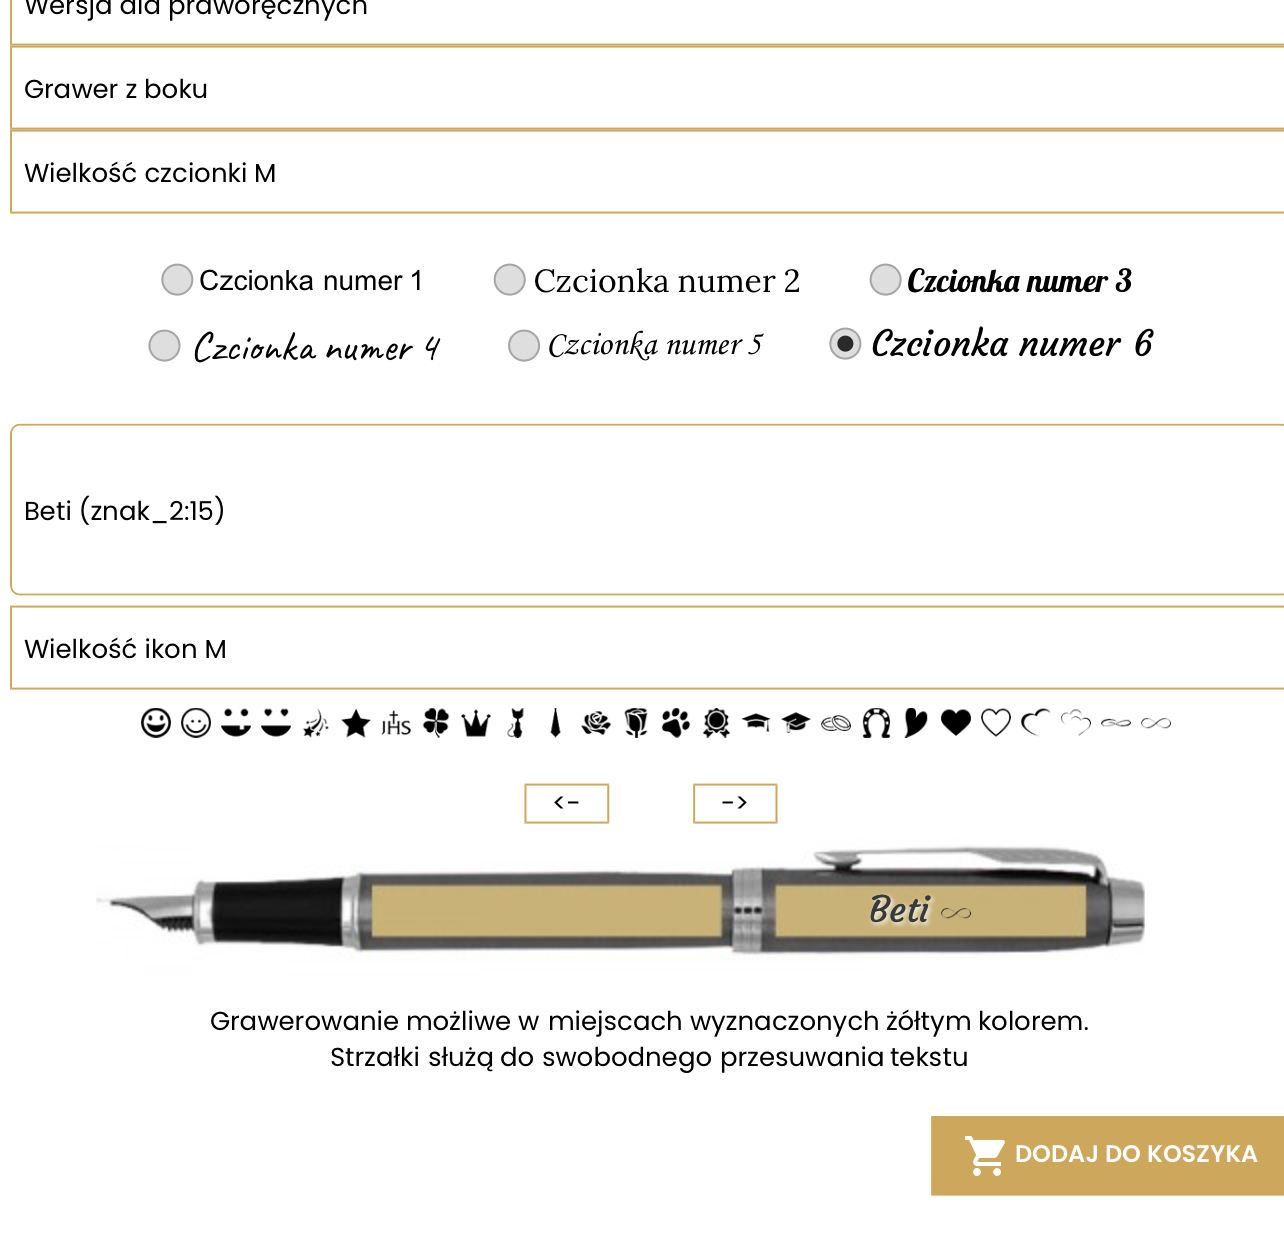 Wersja dla praworęcznych
Grawer z boku
Wielkość czcionki M
Czcionka numer 1 Czcionka numer 2 Czcionka numer 3
Czcionka numer 4 Czcionka numer 5 Czcionka numer 6
Beti (znak_2:15)
Wielkość ikon M
JHS
<- ->
Beti ∞
Grawerowanie możliwe w miejscach wyznaczonych żółtym kolorem.
Strzałki służą do swobodnego przesuwania tekstu
DODAJ DO KOSZYKA